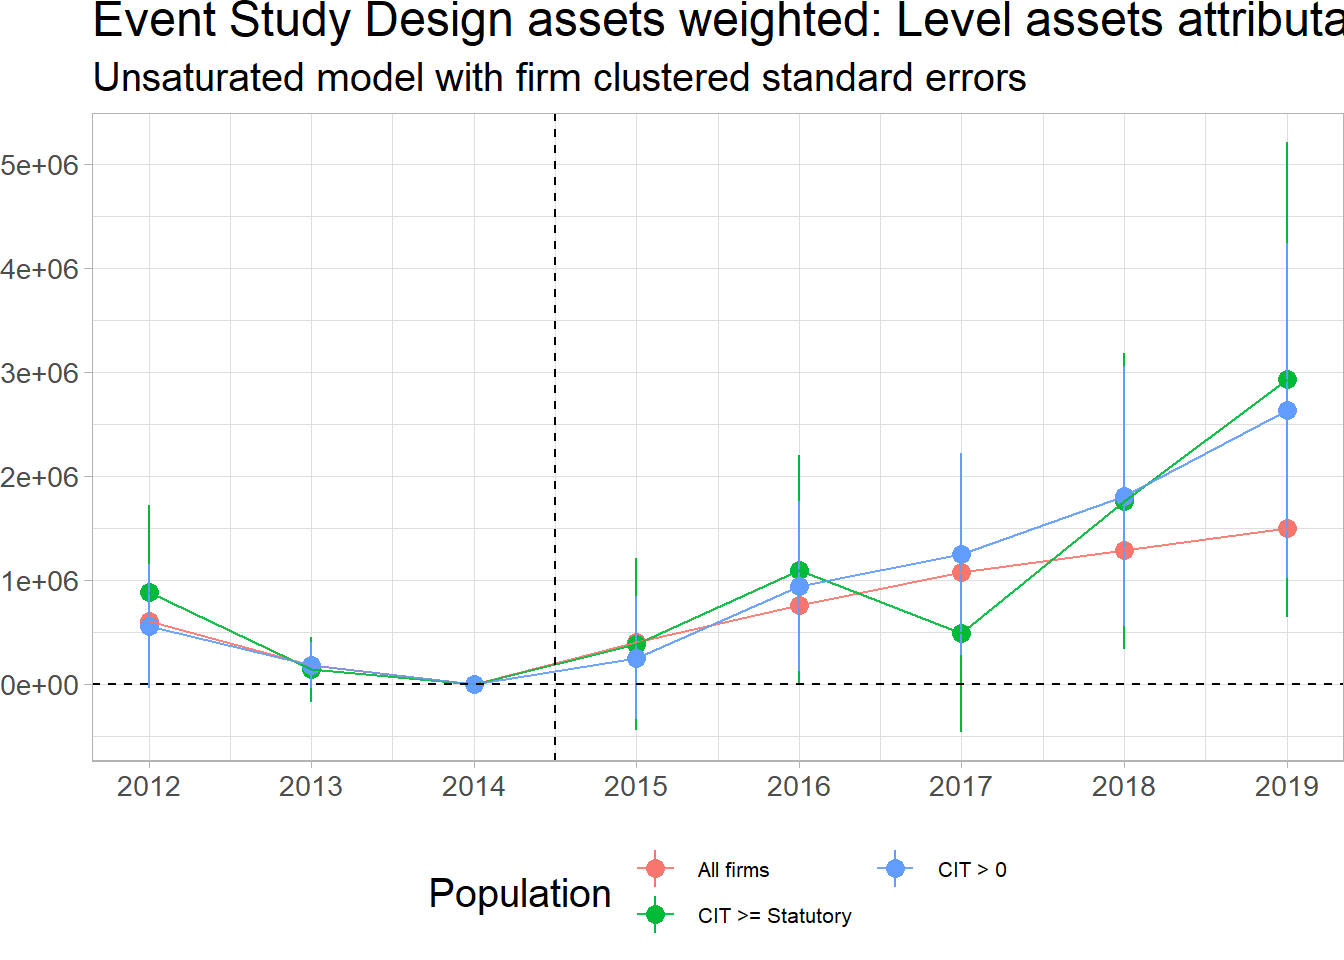 Event Study Design assets weighted: Level assets attributa
Unsaturated model with firm clustered standard errors
5e+06
4e+06
3e+06
2e+06
1e+06
0e+00
2012 2013 2014 2015 2016 2017 2018 2019
Population
All firms
CIT >= Statutory
CIT > 0